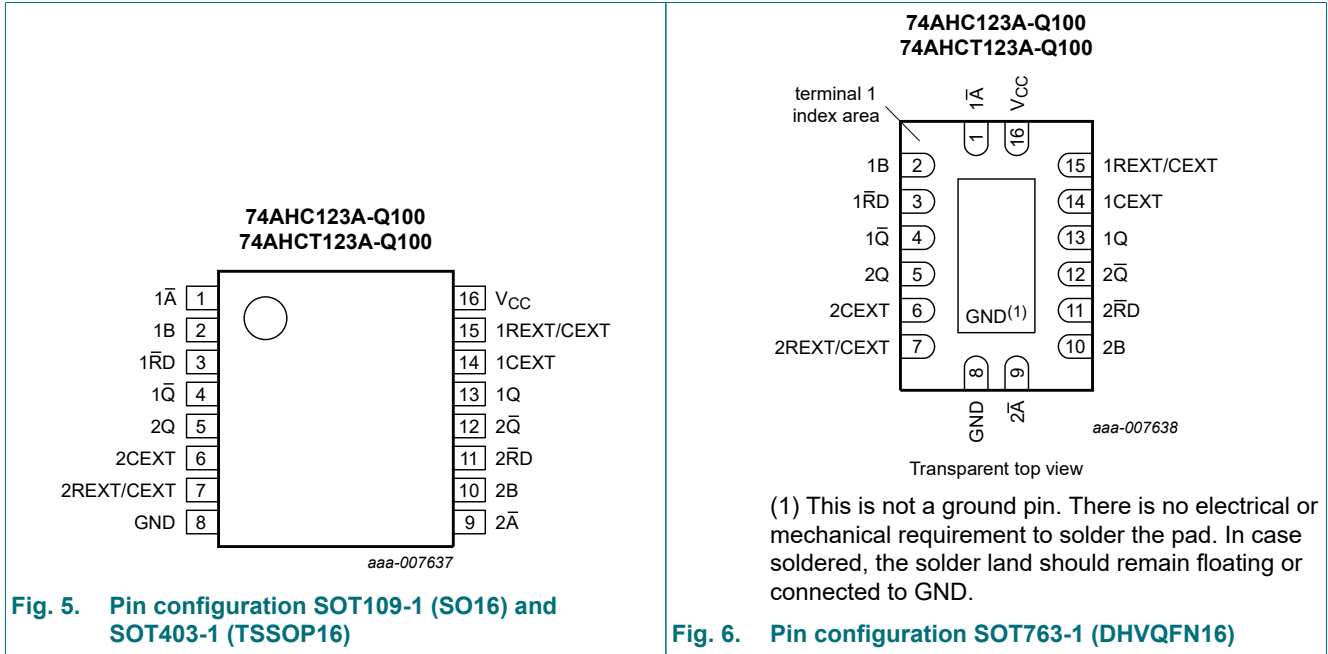 74AHC123A-Q100
74AHCT123A-Q100
1A̅ 1
1B 2
1R̅D 3
1Q̅ 4
2Q 5
2CEXT 6
2REXT/CEXT 7
GND 8
16 VCC
15 1REXT/CEXT
14 1CEXT
13 1Q
12 2Q̅
11 2R̅D
10 2B
9 2A̅
aaa-007637
Fig. 5. Pin configuration SOT109-1 (SO16) and
SOT403-1 (TSSOP16)
74AHC123A-Q100
74AHCT123A-Q100
terminal 1
index area
1A̅
VCC
1
16
1B 2
1R̅D 3
1Q̅ 4
2Q 5
2CEXT 6
2REXT/CEXT 7
15 1REXT/CEXT
14 1CEXT
13 1Q
12 2Q̅
11 2R̅D
10 2B
GND(1)
8
9
GND
2A̅
aaa-007638
Transparent top view
(1) This is not a ground pin. There is no electrical or
mechanical requirement to solder the pad. In case
soldered, the solder land should remain floating or
connected to GND.
Fig. 6. Pin configuration SOT763-1 (DHVQFN16)